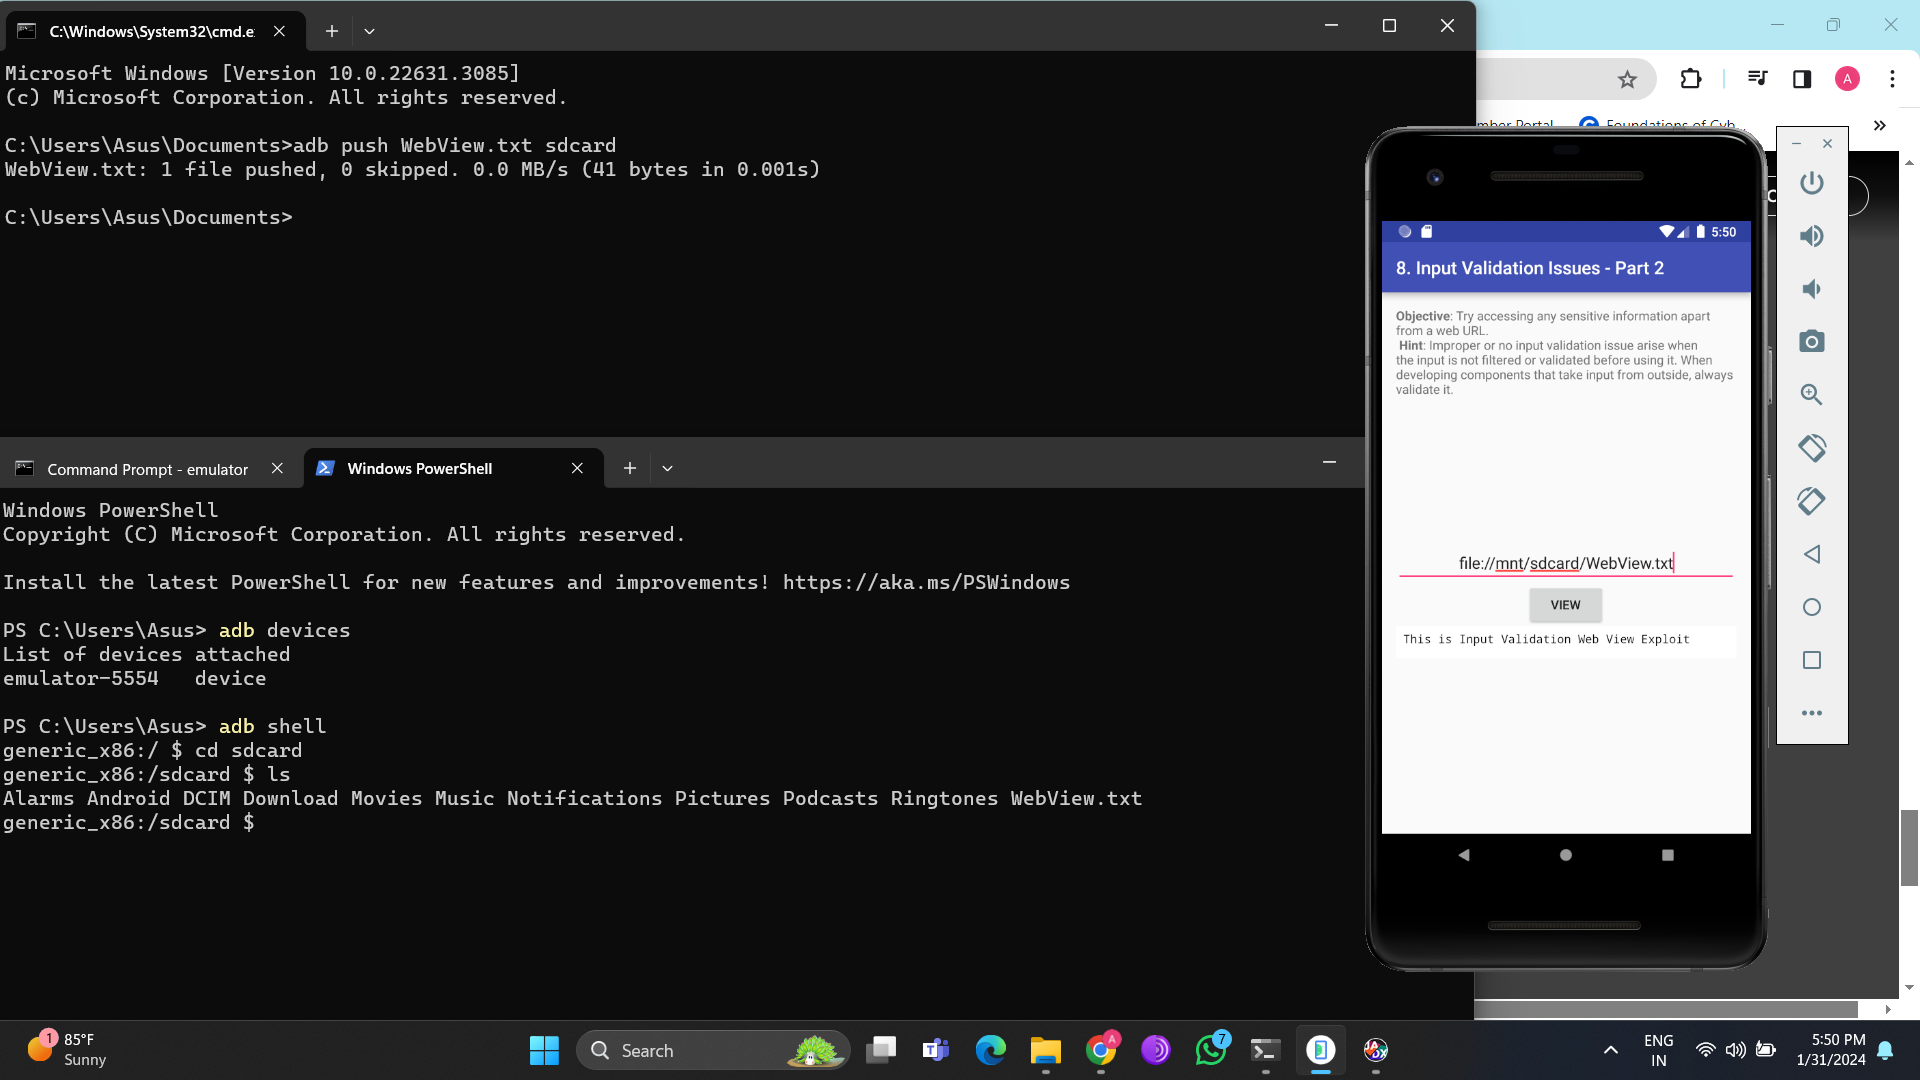 C:\Windows\System32\cmd.e
Microsoft Windows [Version 10.0.22631.3085]
(c) Microsoft Corporation. All rights reserved.
C:\Users\Asus\Documents>adb push WebView.txt sdcard
WebView.txt: 1 file pushed, 0 skipped. 0.0 MB/s (41 bytes in 0.001s)
C:\Users\Asus\Documents>
Command Prompt - emulator
Windows PowerShell
Windows PowerShell
Copyright (C) Microsoft Corporation. All rights reserved.
Install the latest PowerShell for new features and improvements! https://aka.ms/PSWindows
PS C:\Users\Asus> adb devices
List of devices attached
emulator-5554   device
PS C:\Users\Asus> adb shell
generic_x86:/ $ cd sdcard
generic_x86:/sdcard $ ls
Alarms Android DCIM Download Movies Music Notifications Pictures Podcasts Ringtones WebView.txt
generic_x86:/sdcard $
A
Portal
Foundations of
5:50
8. Input Validation Issues - Part 2
Objective: Try accessing any sensitive information apart
from a web URL.
Hint: Improper or no input validation issue arise when
the input is not filtered or validated before using it. When
developing components that take input from outside, always
validate it.
file://mnt/sdcard/WebView.txt
VIEW
This is Input Validation Web View Exploit
1
85°F
Sunny
Search
A
7
ENG
IN
5:50 PM
1/31/2024